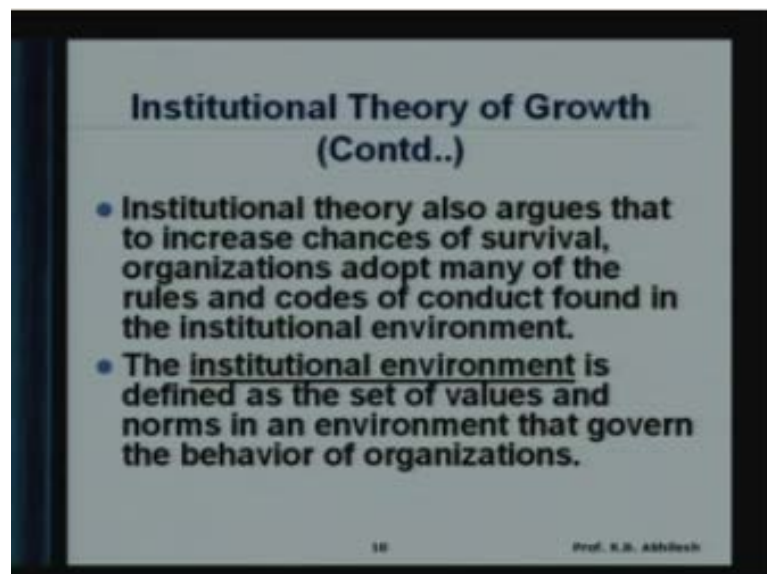 Institutional Theory of Growth
(Contd..)
Institutional theory also argues that
to increase chances of survival,
organizations adopt many of the
rules and codes of conduct found in
the institutional environment.
The institutional environment is
defined as the set of values and
norms in an environment that govern
the behavior of organizations.
Prof.